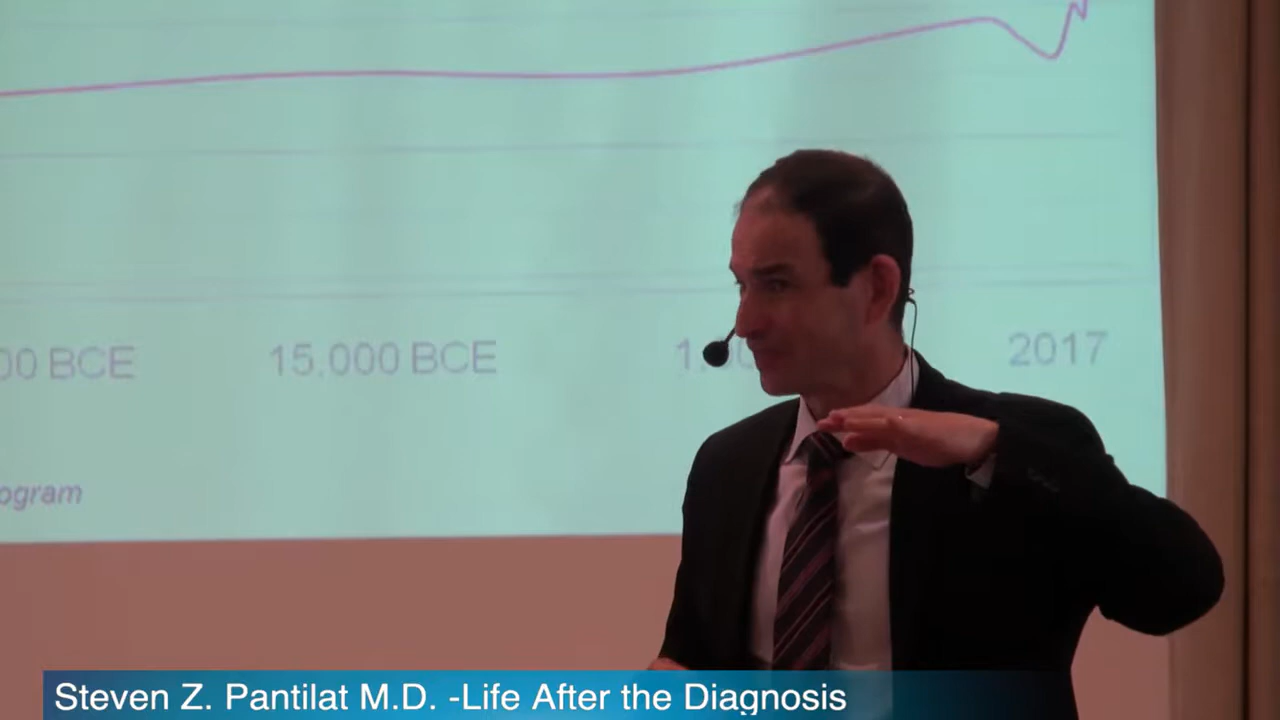 00 BCE 15,000 BCE 2017
ogram
Steven Z. Pantilat M.D. -Life After the Diagnosis